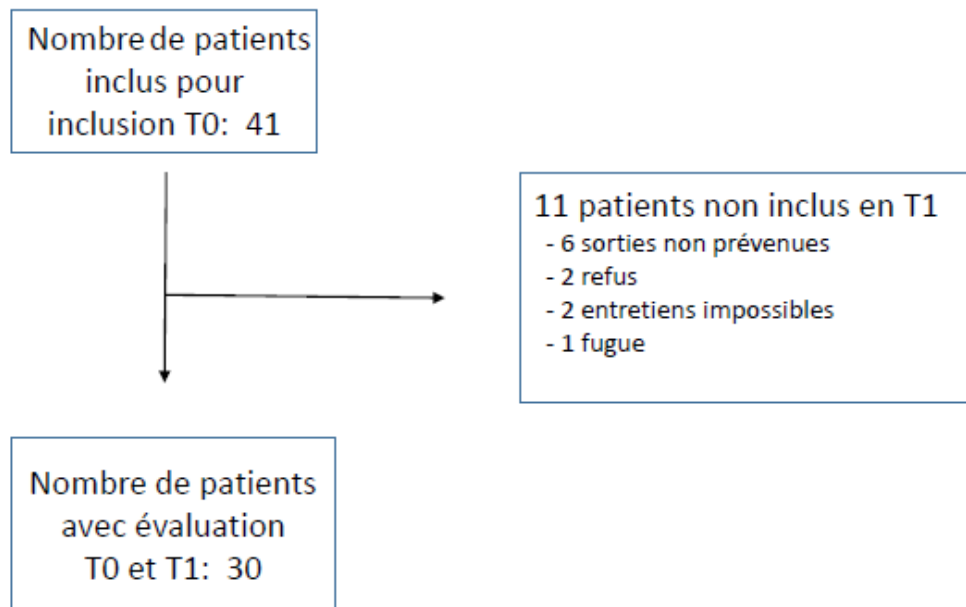 Nombre de patients
inclus pour
inclusion T0: 41
11 patients non inclus en T1
- 6 sorties non prévenues
- 2 refus
- 2 entretiens impossibles
- 1 fugue
Nombre de patients
avec évaluation
T0 et T1: 30